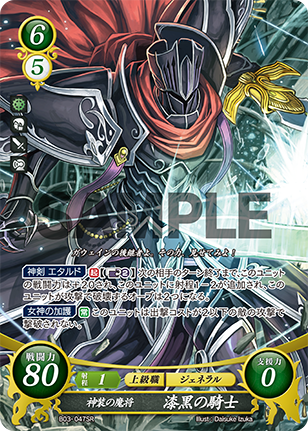 6
5
SAMPLE
ガウェインの後継者よ、その力、見せてみよ!
神剣 エタルド 起 次の相手のターン終了まで、このユニット
の戦闘力は+20され、このユニットに射程1-2が追加され、この
ユニットが攻撃で破壊するオーブは2つになる。
女神の加護 常 このユニットは出撃コストが2以下の敵の攻撃で
撃破されない。
戦闘力 80
射程 1
上級職
ジェネラル
支援力 0
神装の魔将 漆黒の騎士
B03-047SR
Illust：Daisuke Izuka